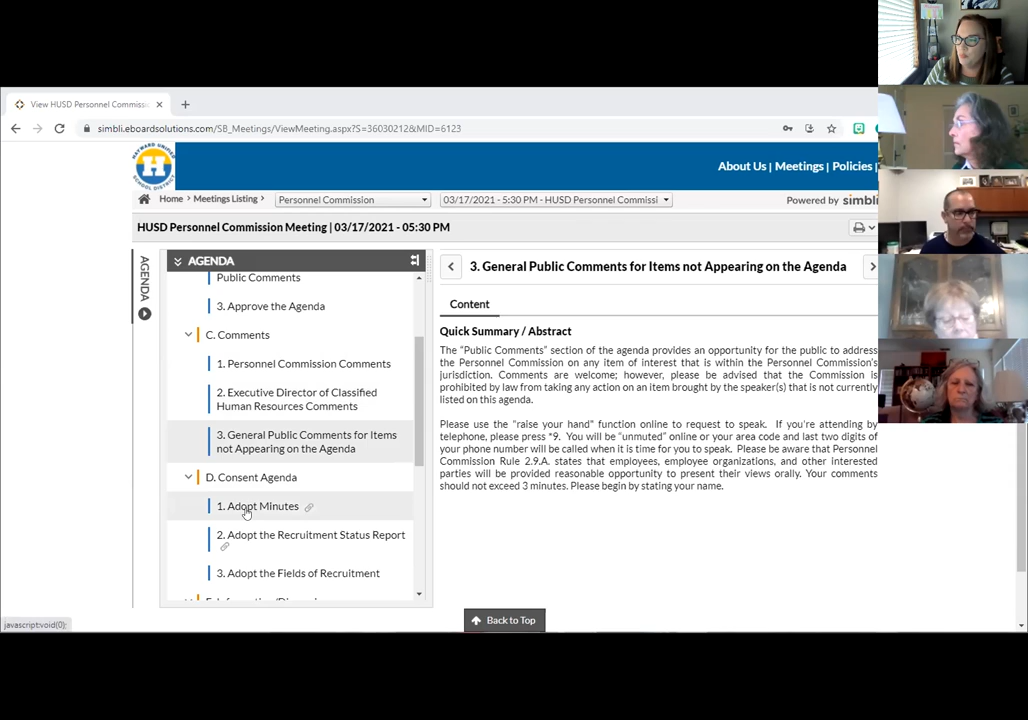 View HUSD Personnel Commiss
simbli.eboardsolutions.com/SB_Meetings/ViewMeeting.aspx?S=36030212&MID=6123
HAYWARD UNIFIED
H
SCHOOL DISTRICT
About Us | Meetings | Policies |
Home > Meetings Listing >
Personnel Commission
03/17/2021 - 5:30 PM - HUSD Personnel Commissi
Powered by simbli
HUSD Personnel Commission Meeting | 03/17/2021 - 05:30 PM
AGENDA
AGENDA
Public Comments
3. Approve the Agenda
C. Comments
1. Personnel Commission Comments
2. Executive Director of Classified
Human Resources Comments
3. General Public Comments for Items
not Appearing on the Agenda
D. Consent Agenda
1. Adopt Minutes
2. Adopt the Recruitment Status Report
3. Adopt the Fields of Recruitment
3. General Public Comments for Items not Appearing on the Agenda
Content
Quick Summary / Abstract
The "Public Comments" section of the agenda provides an opportunity for the public to address
the Personnel Commission on any item of interest that is within the Personnel Commission's
jurisdiction. Comments are welcome; however, please be advised that the Commission is
prohibited by law from taking any action on an item brought by the speaker(s) that is not currently
listed on this agenda.
Please use the "raise your hand" function online to request to speak. If you're attending by
telephone, please press *9. You will be "unmuted" online or your area code and last two digits of
your phone number will be called when it is time for you to speak. Please be aware that Personnel
Commission Rule 2.9.A. states that employees, employee organizations, and other interested
parties will be provided reasonable opportunity to present their views orally. Your comments
should not exceed 3 minutes. Please begin by stating your name.
Back to Top
javascript:void(0);